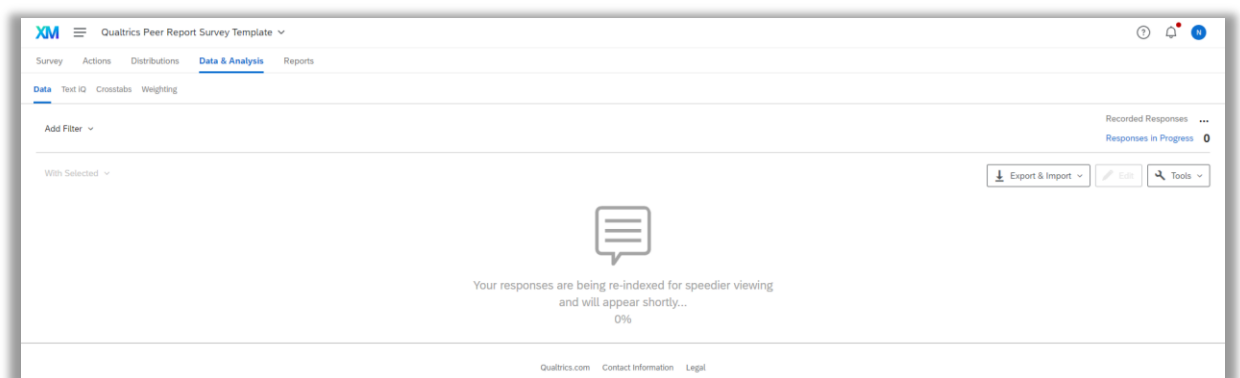 XM Qualtrics Peer Report Survey Template
Survey Actions Distributions Data & Analysis Reports
Data Text iQ Crosstabs Weighting
Add Filter
Recorded Responses ...
Responses in Progress 0
With Selected
Export & Import Edit Tools
Your responses are being re-indexed for speedier viewing
and will appear shortly...
0%
Qualtrics.com Contact Information Legal
? N